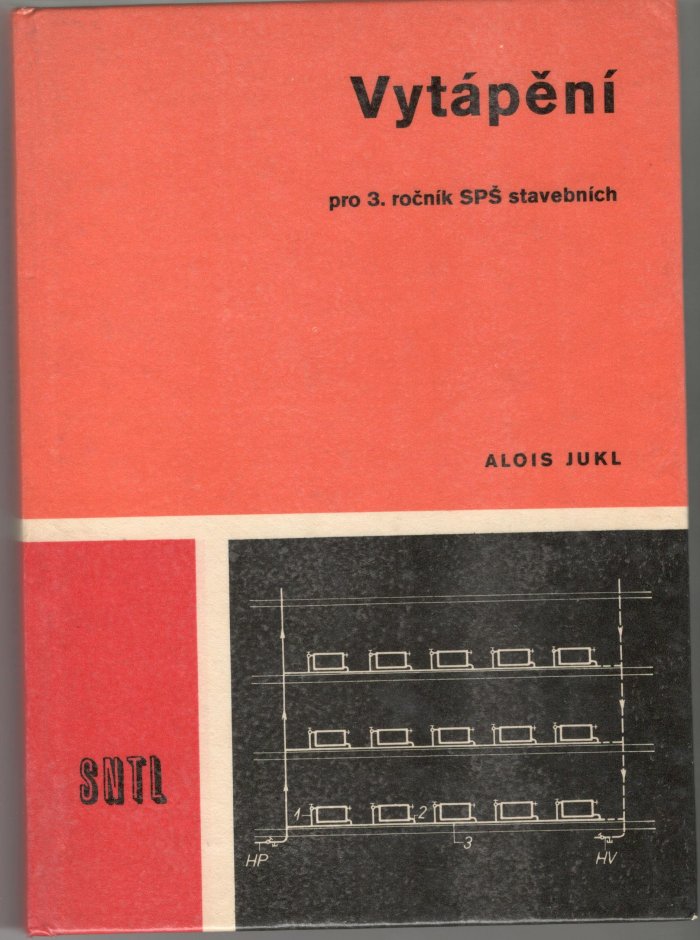 Vytápění
pro 3. ročník SPŠ stavebních
ALOIS JUKL
SNTL
1
2
3
HP
HV